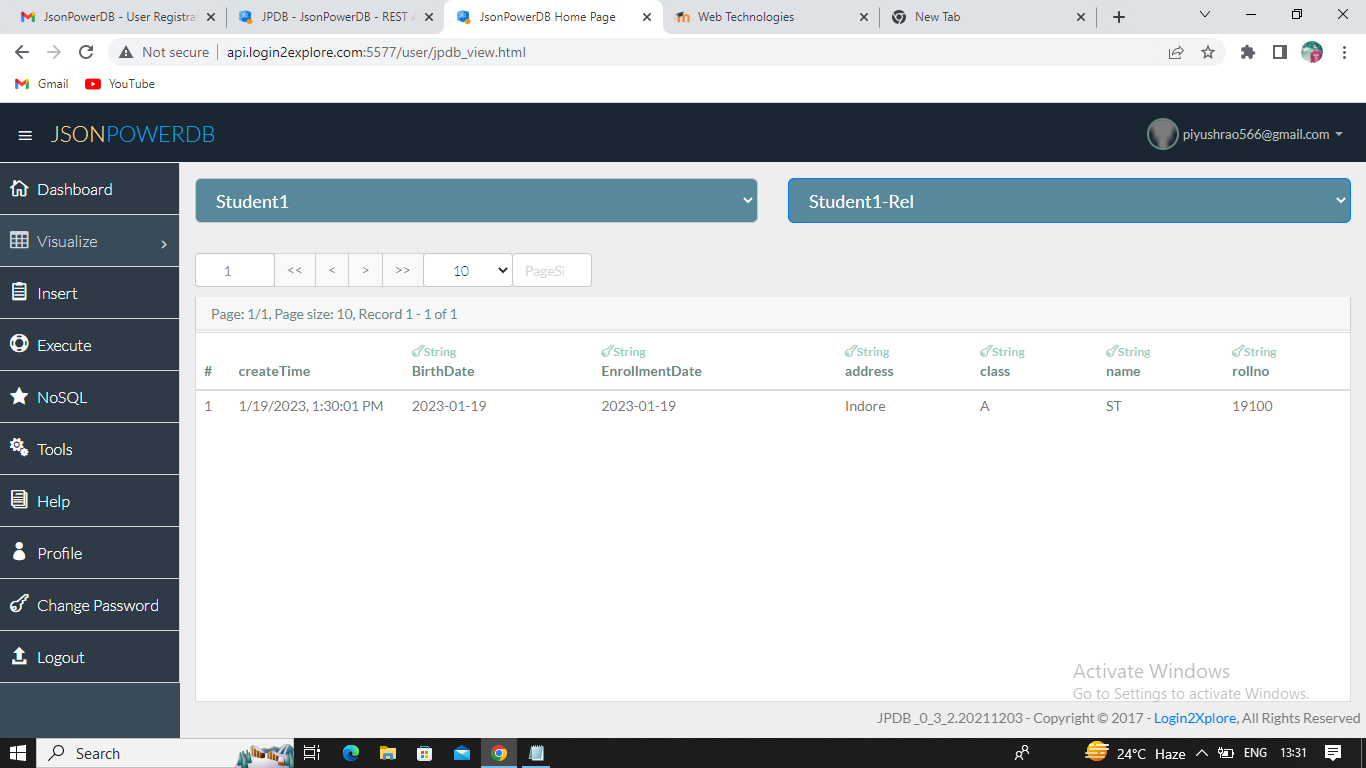 JsonPowerDB - User Registra
JPDB - JsonPowerDB - REST A
JsonPowerDB Home Page
Web Technologies
New Tab
Not secure
api.login2explore.com:5577/user/jpdb_view.html
Gmail
YouTube
JSONPOWERDB
piyushrao566@gmail.com
Dashboard
Visualize
Insert
Execute
NoSQL
Tools
Help
Profile
Change Password
Logout
Student1
Student1-Rel
1 << < > >> 10 PageSi
Page: 1/1, Page size: 10, Record 1 - 1 of 1
String String String String String String
# createTime BirthDate EnrollmentDate address class name rollno
1 1/19/2023, 1:30:01 PM 2023-01-19 2023-01-19 Indore A ST 19100
Activate Windows
Go to Settings to activate Windows.
JPDB _0_3_2.20211203 - Copyright © 2017 - Login2Xplore, All Rights Reserved
Search
24°C Haze
ENG
13:31